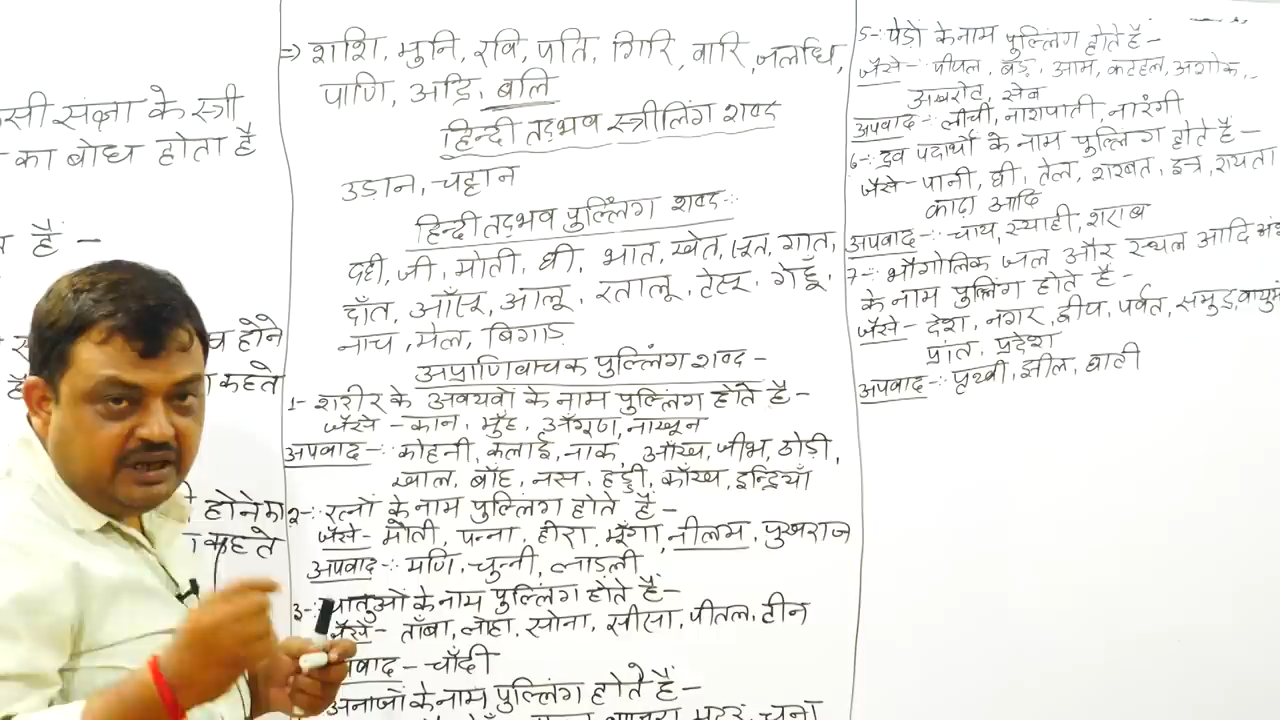 सी संज्ञा के स्त्री
का बोध होता है
है -
होने
कहते
होने का
कहते
⇒ शशि, मुनि, रवि, पति, गिरि, वारि, जलधि,
पाणि, अद्रि, बलि
हिन्दी तद्भव स्त्रीलिंग शब्द
उड़ान, चट्टान
हिन्दी तद्भव पुल्लिंग शब्द -:
दही, जी, मोती, घी, भात, खेत, सूत, गात,
दाँत, आँसू, आलू, रतालू, टेसू, गेहूँ,
नाच, मेल, बिगाड़
अप्राणिवाचक पुल्लिंग शब्द -
1- शरीर के अवयवों के नाम पुल्लिंग होते है -
जैसे - कान, मुँह, अँगूठा, नाखून
अपवाद -: कोहनी, कलाई, नाक, आँख, जीभ, ठोड़ी,
खाल, बाँह, नस, हड्डी, काँख, इन्द्रियाँ
2-: रत्नों के नाम पुल्लिंग होते है -
जैसे - मोती, पन्ना, हीरा, मूँगा, नीलम, पुखराज
अपवाद -: मणि, चुन्नी, लाडली
3-: धातुओं के नाम पुल्लिंग होते हैं -
जैसे - ताँबा, लोहा, सोना, सीसा, पीतल, टीन
वाद - चाँदी
अनाजों के नाम पुल्लिंग होते है -
बाजरा, मटर, चना
5-: पेड़ों के नाम पुल्लिंग होते है -
जैसे - पीपल, बड़, आम, कटहल, अशोक,
अखरोट, सेब
अपवाद - लीची, नाशपाती, नारंगी
6-: द्रव पदार्थो के नाम पुल्लिंग होते है -
जैसे - पानी, घी, तेल, शरबत, इत्र, रायता
काढ़ा आदि
अपवाद -: चाय, स्याही, शराब
7-: भौगोलिक जल और स्थल आदि अं
के नाम पुल्लिंग होते है -
जैसे - देश, नगर, द्वीप, पर्वत, समुद्र, वायु
प्रांत, प्रदेश
अपवाद -: पृथ्वी, झील, घाटी